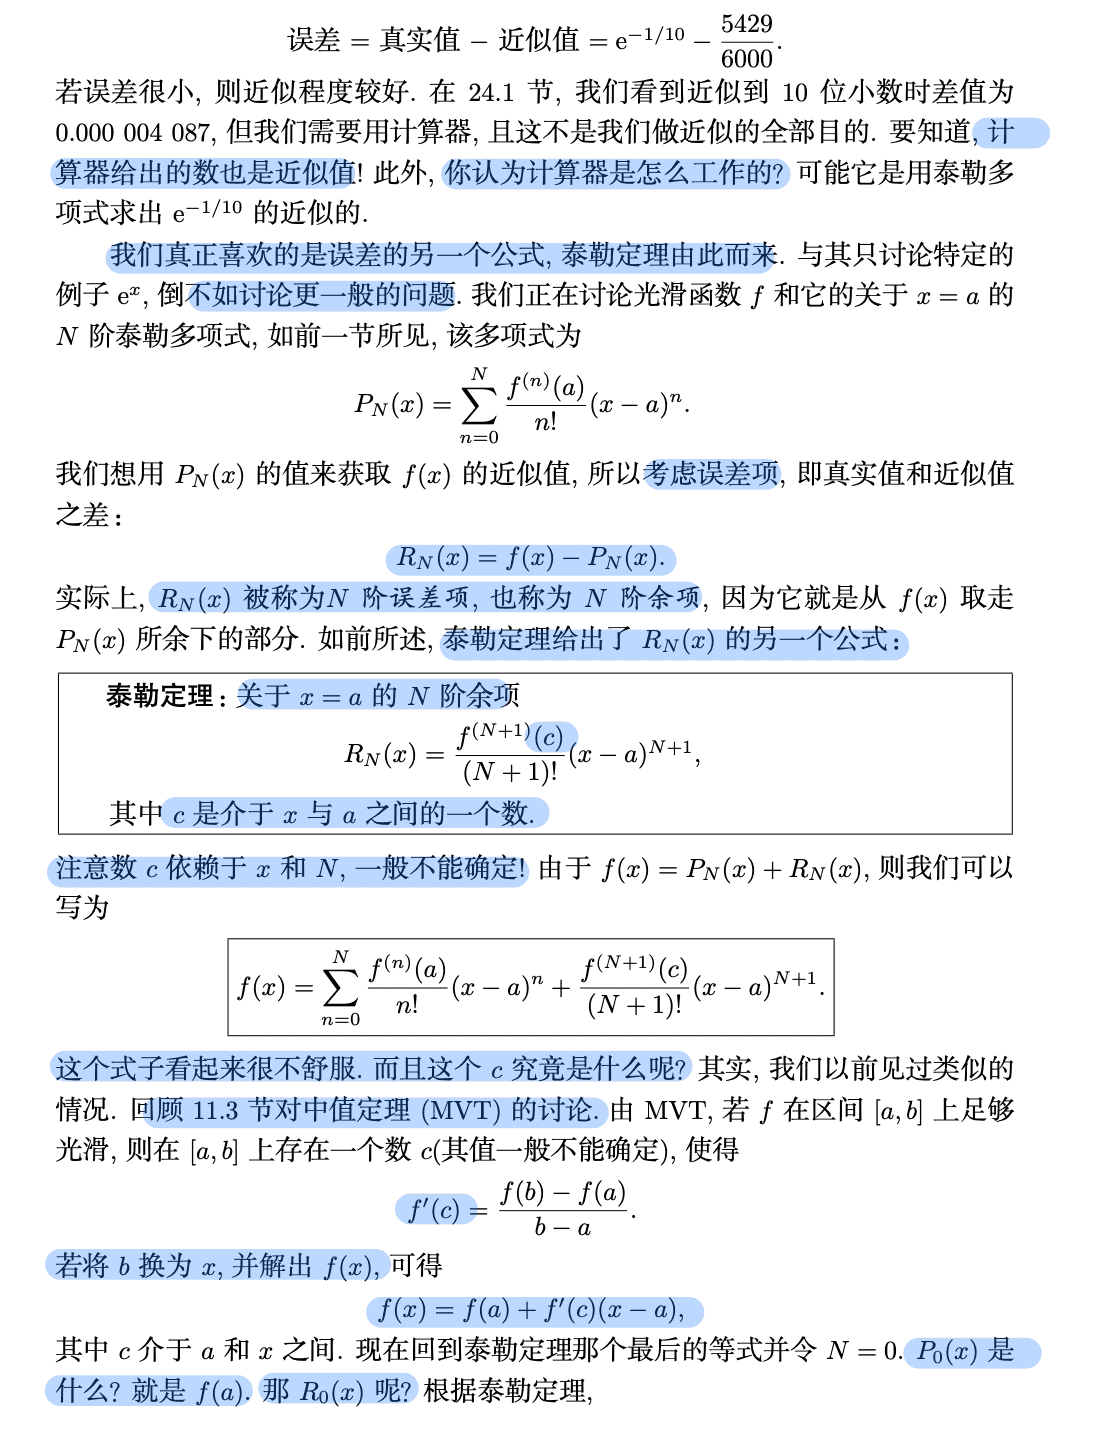 误差 = 真实值 − 近似值 = e^{−1/10} − \frac{5429}{6000}.
若误差很小, 则近似程度较好. 在 24.1 节, 我们看到近似到 10 位小数时差值为
0.000 004 087, 但我们需要用计算器, 且这不是我们做近似的全部目的. 要知道, 计
算器给出的数也是近似值! 此外, 你认为计算器是怎么工作的? 可能它是用泰勒多
项式求出 e^{−1/10} 的近似的.
我们真正喜欢的是误差的另一个公式, 泰勒定理由此而来. 与其只讨论特定的
例子 e^x, 倒不如讨论更一般的问题. 我们正在讨论光滑函数 f 和它的关于 x = a 的
N 阶泰勒多项式, 如前一节所见, 该多项式为
P_N(x) = \sum_{n=0}^{N} \frac{f^{(n)}(a)}{n!}(x − a)^n.
我们想用 P_N(x) 的值来获取 f(x) 的近似值, 所以考虑误差项, 即真实值和近似值
之差:
R_N(x) = f(x) − P_N(x).
实际上, R_N(x) 被称为N 阶误差项, 也称为 N 阶余项, 因为它就是从 f(x) 取走
P_N(x) 所余下的部分. 如前所述, 泰勒定理给出了 R_N(x) 的另一个公式:
泰勒定理: 关于 x = a 的 N 阶余项
R_N(x) = \frac{f^{(N+1)}(c)}{(N + 1)!}(x − a)^{N+1},
其中 c 是介于 x 与 a 之间的一个数.
注意数 c 依赖于 x 和 N, 一般不能确定! 由于 f(x) = P_N(x) + R_N(x), 则我们可以
写为
f(x) = \sum_{n=0}^{N} \frac{f^{(n)}(a)}{n!}(x − a)^n + \frac{f^{(N+1)}(c)}{(N + 1)!}(x − a)^{N+1}.
这个式子看起来很不舒服. 而且这个 c 究竟是什么呢? 其实, 我们以前见过类似的
情况. 回顾 11.3 节对中值定理 (MVT) 的讨论. 由 MVT, 若 f 在区间 [a, b] 上足够
光滑, 则在 [a, b] 上存在一个数 c(其值一般不能确定), 使得
f′(c) = \frac{f(b) − f(a)}{b − a}.
若将 b 换为 x, 并解出 f(x), 可得
f(x) = f(a) + f′(c)(x − a),
其中 c 介于 a 和 x 之间. 现在回到泰勒定理那个最后的等式并令 N = 0. P_0(x) 是
什么? 就是 f(a). 那 R_0(x) 呢? 根据泰勒定理,